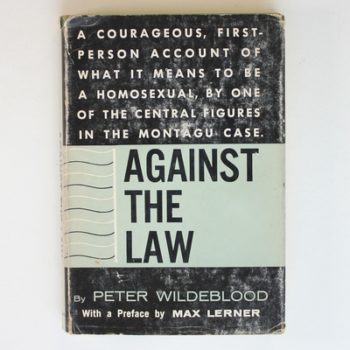 A COURAGEOUS, FIRST-
PERSON ACCOUNT OF
WHAT IT MEANS TO BE
A HOMOSEXUAL, BY ONE
OF THE CENTRAL FIGURES
IN THE MONTAGU CASE.
AGAINST
THE
LAW
By PETER WILDEBLOOD
With a Preface by MAX LERNER